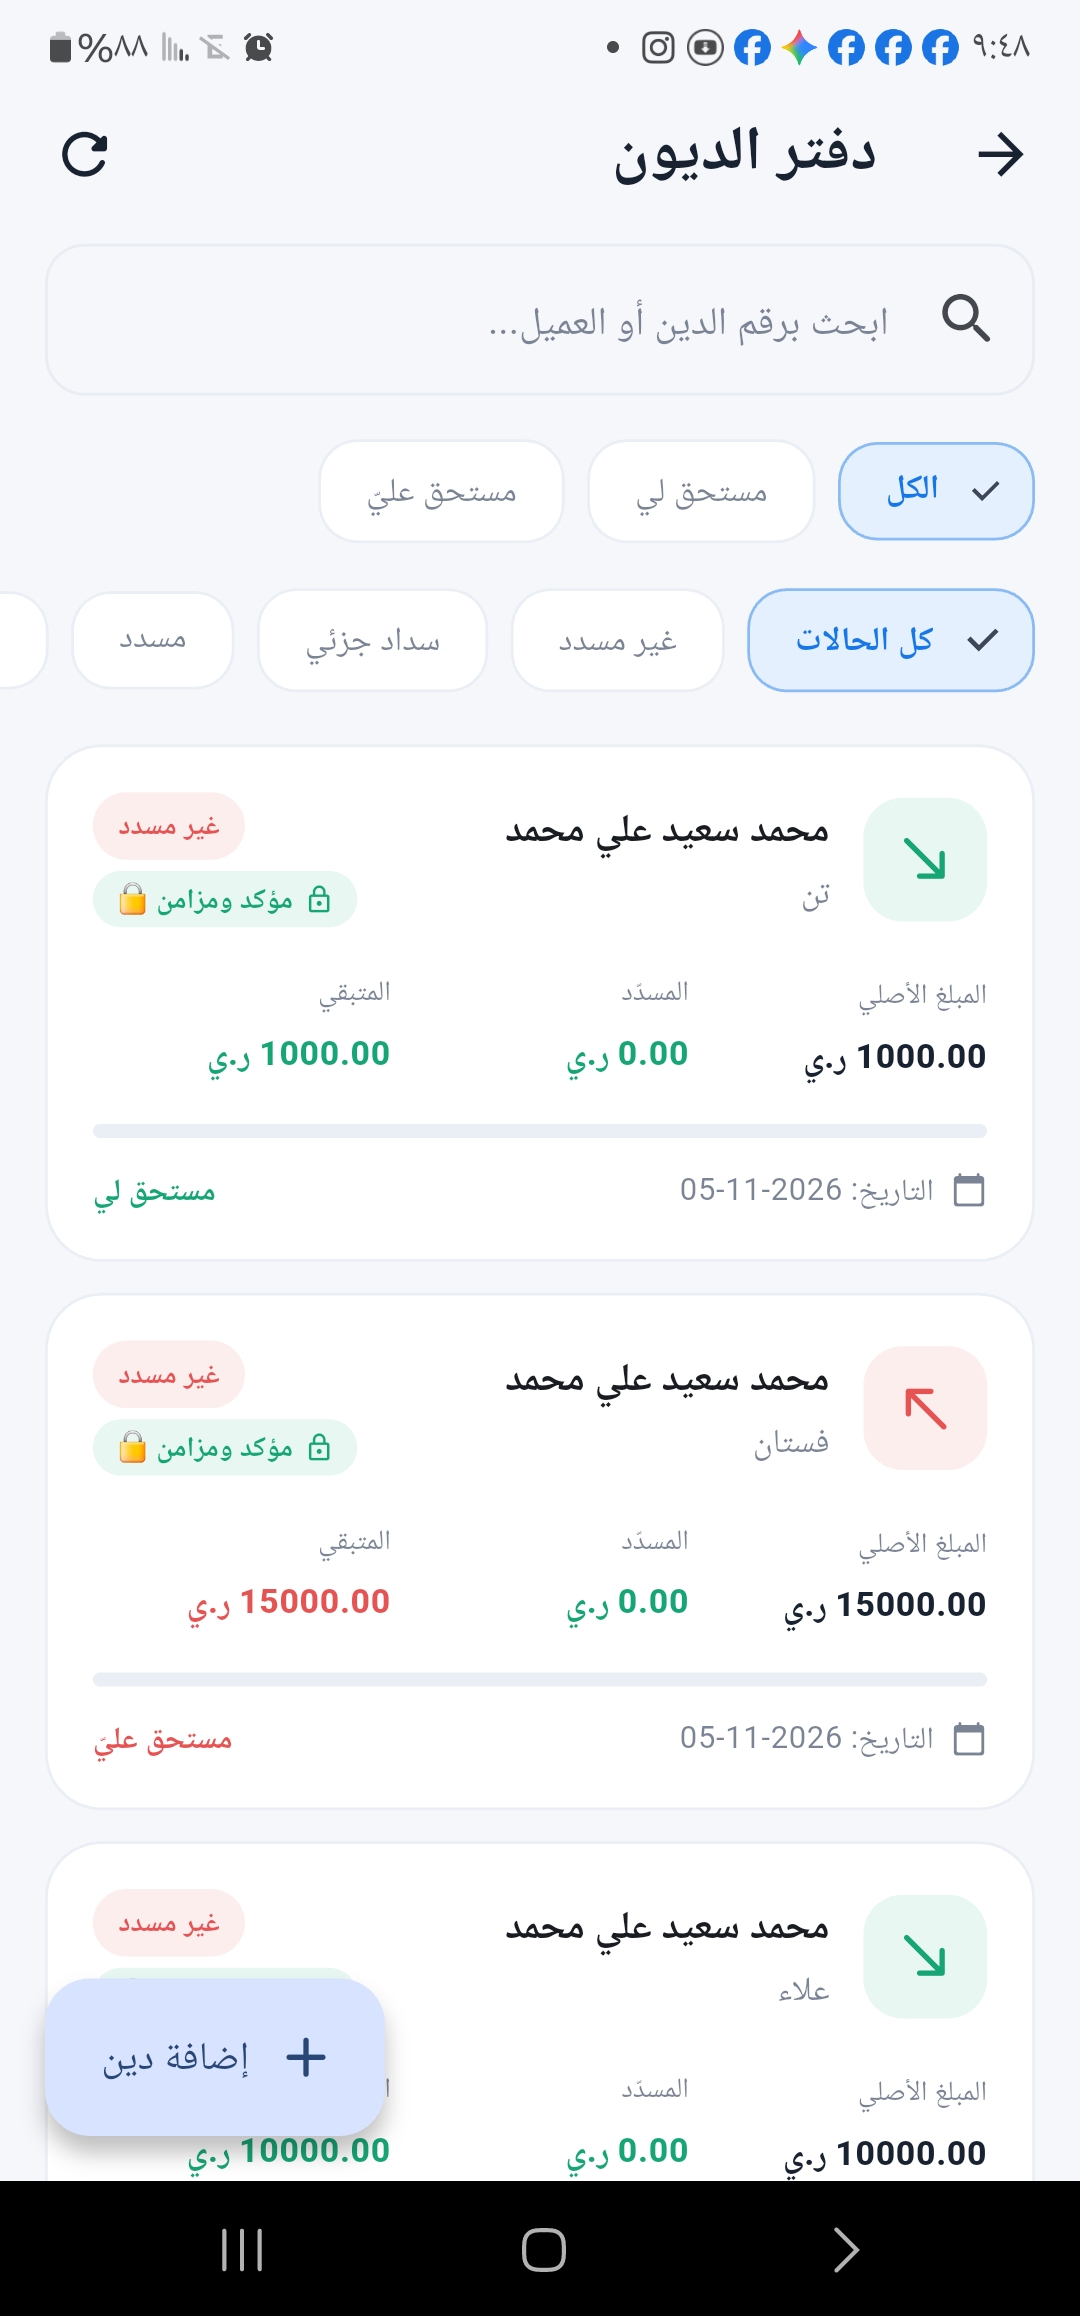 ٩:٤٨
%٨٨
دفتر الديون
ابحث برقم الدين أو العميل...
الكل
مستحق لي
مستحق عليّ
كل الحالات
غير مسدد
سداد جزئي
مسدد
محمد سعيد علي محمد
غير مسدد
تن
مؤكد ومزامن 🔒
المبلغ الأصلي
المسدّد
المتبقي
1000.00 ر.ي
0.00 ر.ي
1000.00 ر.ي
التاريخ: 2026-11-05
مستحق لي
محمد سعيد علي محمد
غير مسدد
فستان
مؤكد ومزامن 🔒
المبلغ الأصلي
المسدّد
المتبقي
15000.00 ر.ي
0.00 ر.ي
15000.00 ر.ي
التاريخ: 2026-11-05
مستحق عليّ
محمد سعيد علي محمد
غير مسدد
علاء
إضافة دين
المبلغ الأصلي
المسدّد
10000.00 ر.ي
0.00 ر.ي
10000.00 ر.ي